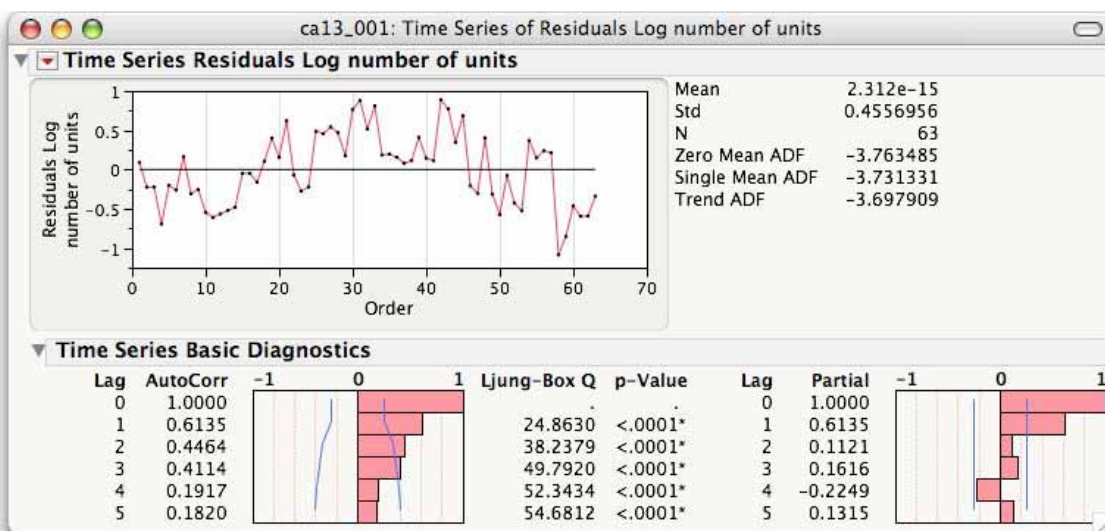 ca13_001: Time Series of Residuals Log number of units
Time Series Residuals Log number of units
Residuals Log
number of units
1
0.5
0
-0.5
-1
0 10 20 30 40 50 60 70
Order
Mean 2.312e-15
Std 0.4556956
N 63
Zero Mean ADF -3.763485
Single Mean ADF -3.731331
Trend ADF -3.697909
Time Series Basic Diagnostics
Lag AutoCorr -1 0 1 Ljung-Box Q p-Value Lag Partial -1 0 1
0 1.0000 . . 0 1.0000
1 0.6135 24.8630 <.0001* 1 0.6135
2 0.4464 38.2379 <.0001* 2 0.1121
3 0.4114 49.7920 <.0001* 3 0.1616
4 0.1917 52.3434 <.0001* 4 -0.2249
5 0.1820 54.6812 <.0001* 5 0.1315